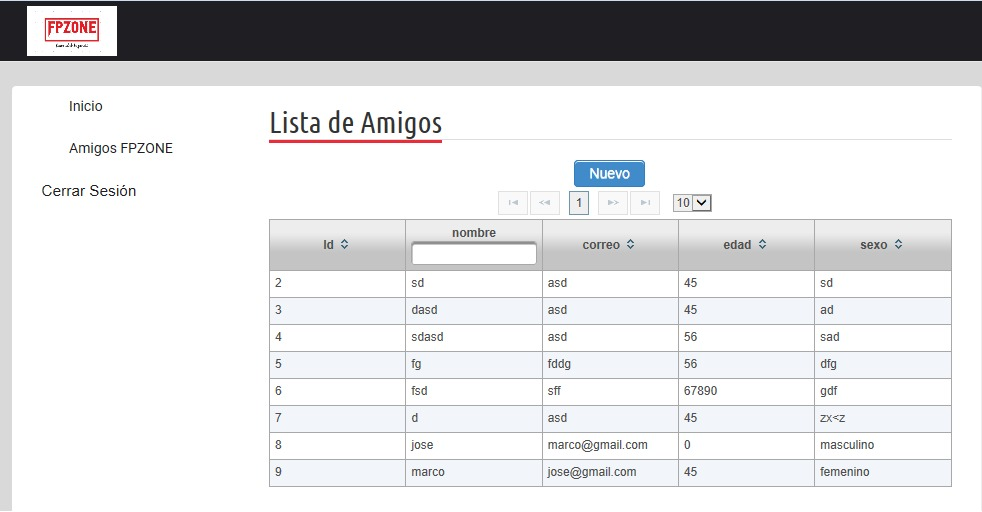 FPZONE
Inicio
Amigos FPZONE
Cerrar Sesión
Lista de Amigos
Nuevo
1
10
Id nombre correo edad sexo
2 sd asd 45 sd
3 dasd asd 45 ad
4 sdasd asd 56 sad
5 fg fddg 56 dfg
6 fsd sff 67890 gdf
7 d asd 45 zx<z
8 jose marco@gmail.com 0 masculino
9 marco jose@gmail.com 45 femenino